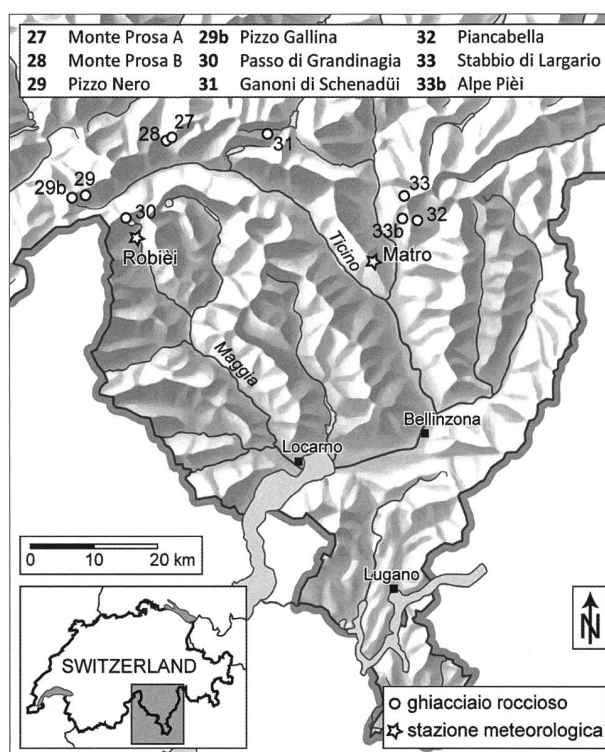 27 Monte Prosa A 29b Pizzo Gallina 32 Piancabella
28 Monte Prosa B 30 Passo di Grandinagia 33 Stabbio di Largario
29 Pizzo Nero 31 Ganoni di Schenadüi 33b Alpe Pièi
28 27
31
29b 29
33
30
33b 32
Robièi
Ticino
Matro
Maggia
Bellinzona
Locarno
0 10 20 km
Lugano
N
SWITZERLAND
ghiacciaio roccioso
stazione meteorologica